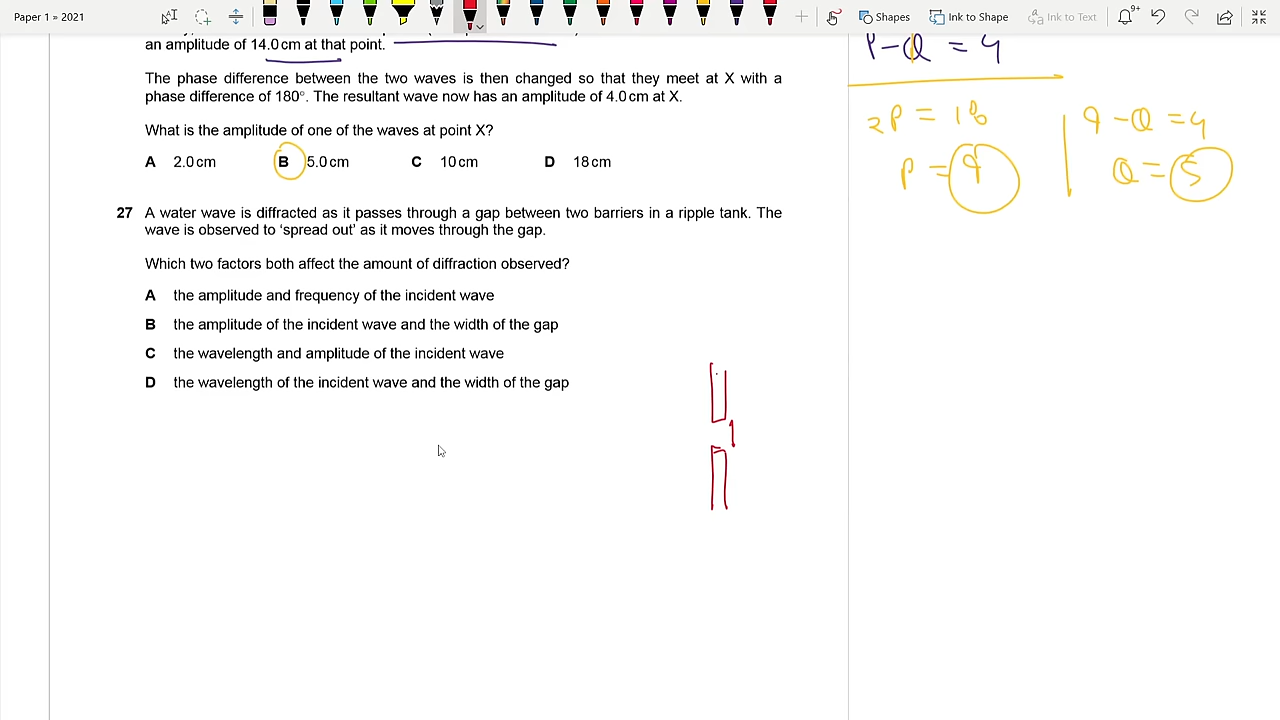 Paper 1 » 2021
Shapes
Ink to Shape
Ink to Text
9+
an amplitude of 14.0 cm at that point.
The phase difference between the two waves is then changed so that they meet at X with a
phase difference of 180°. The resultant wave now has an amplitude of 4.0 cm at X.
What is the amplitude of one of the waves at point X?
A 2.0 cm B 5.0 cm C 10 cm D 18 cm
27 A water wave is diffracted as it passes through a gap between two barriers in a ripple tank. The
wave is observed to ‘spread out’ as it moves through the gap.
Which two factors both affect the amount of diffraction observed?
A the amplitude and frequency of the incident wave
B the amplitude of the incident wave and the width of the gap
C the wavelength and amplitude of the incident wave
D the wavelength of the incident wave and the width of the gap
P-Q = 4
2P = 18
P = 9
9-Q = 4
Q = 5